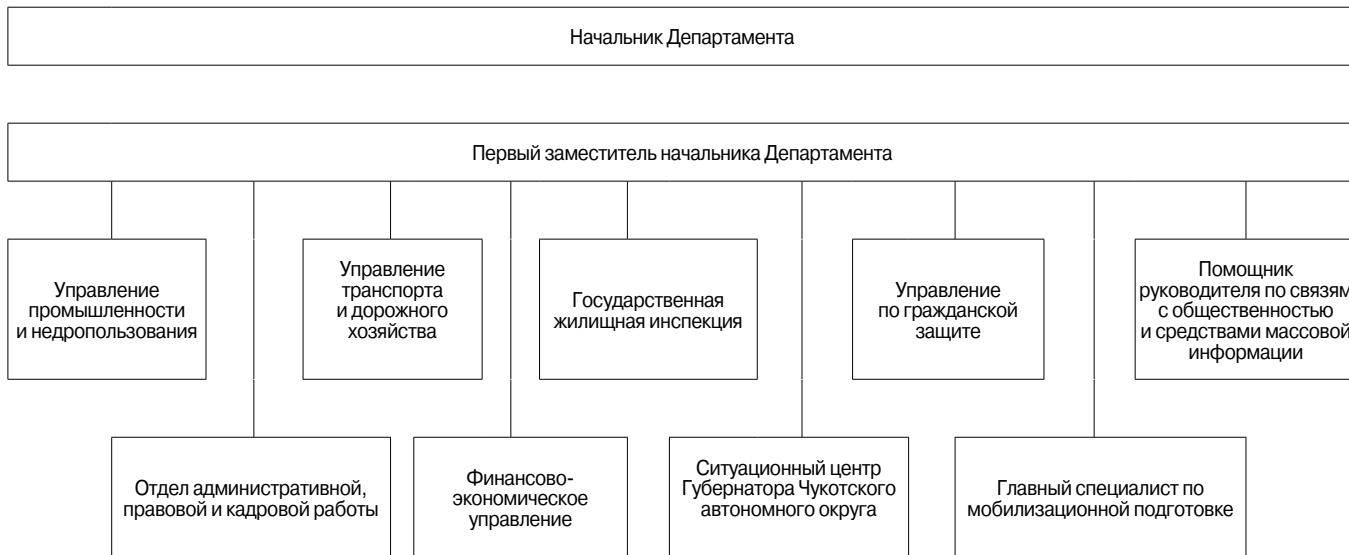 Начальник Департамента
Первый заместитель начальника Департамента
Управление
промышленности
и недропользования
Управление
транспорта
и дорожного
хозяйства
Государственная
жилищная инспекция
Управление
по гражданской
защите
Помощник
руководителя по связям
с общественностью
и средствами массовой
информации
Отдел административной,
правовой и кадровой работы
Финансово-
экономическое
управление
Ситуационный центр
Губернатора Чукотского
автономного округа
Главный специалист по
мобилизационной подготовке